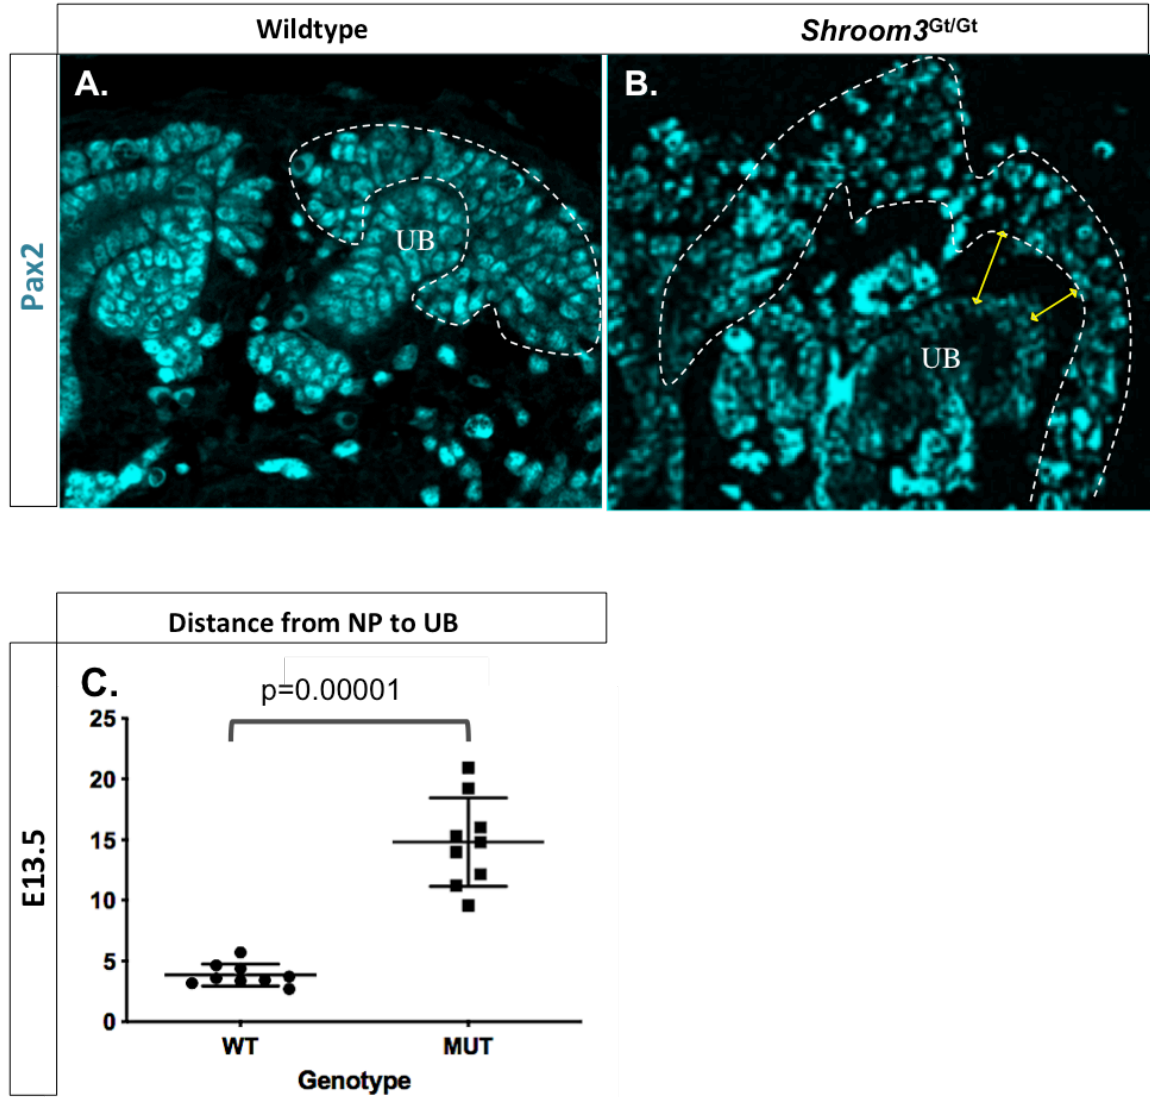 Wildtype
Shroom3Gt/Gt
Pax2
A.
UB
B.
UB
Distance from NP to UB
E13.5
C.
p=0.00001
25
20
15
10
5
0
WT MUT
Genotype